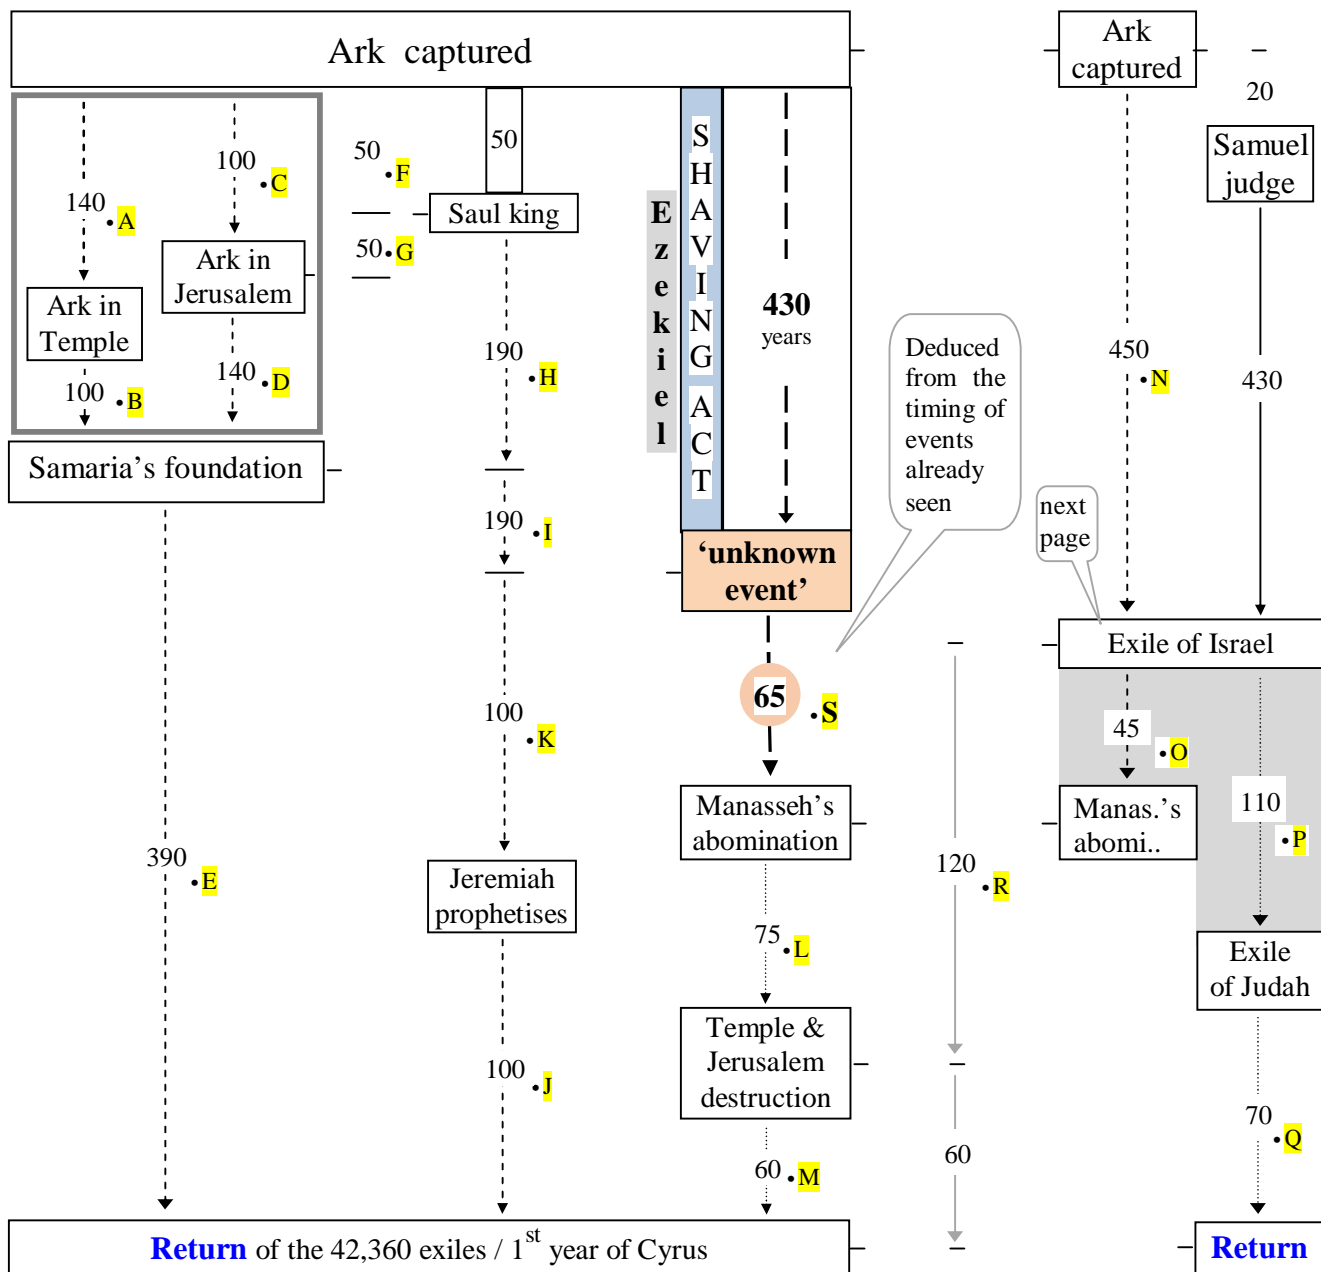 Ark captured
Ark
captured
20
Samuel
judge
50
50
• F
100
• C
140
• A
Saul king
50
• G
Ark in
Jerusalem
Ark in
Temple
140
• D
100
• B
Samaria’s foundation
190
• H
190
• I
Ezekiel
SHAVING ACT
430
years
Deduced
from the
timing of
events
already
seen
450
• N
430
next
page
‘unknown
event’
Exile of Israel
65
• S
100
• K
45
• O
110
• P
Manasseh’s
abomination
Manas.’s
abomi..
390
• E
Jeremiah
prophetises
120
• R
75
• L
Exile
of Judah
Temple &
Jerusalem
destruction
100
• J
60
• M
60
70
• Q
Return of the 42,360 exiles / 1st year of Cyrus
Return